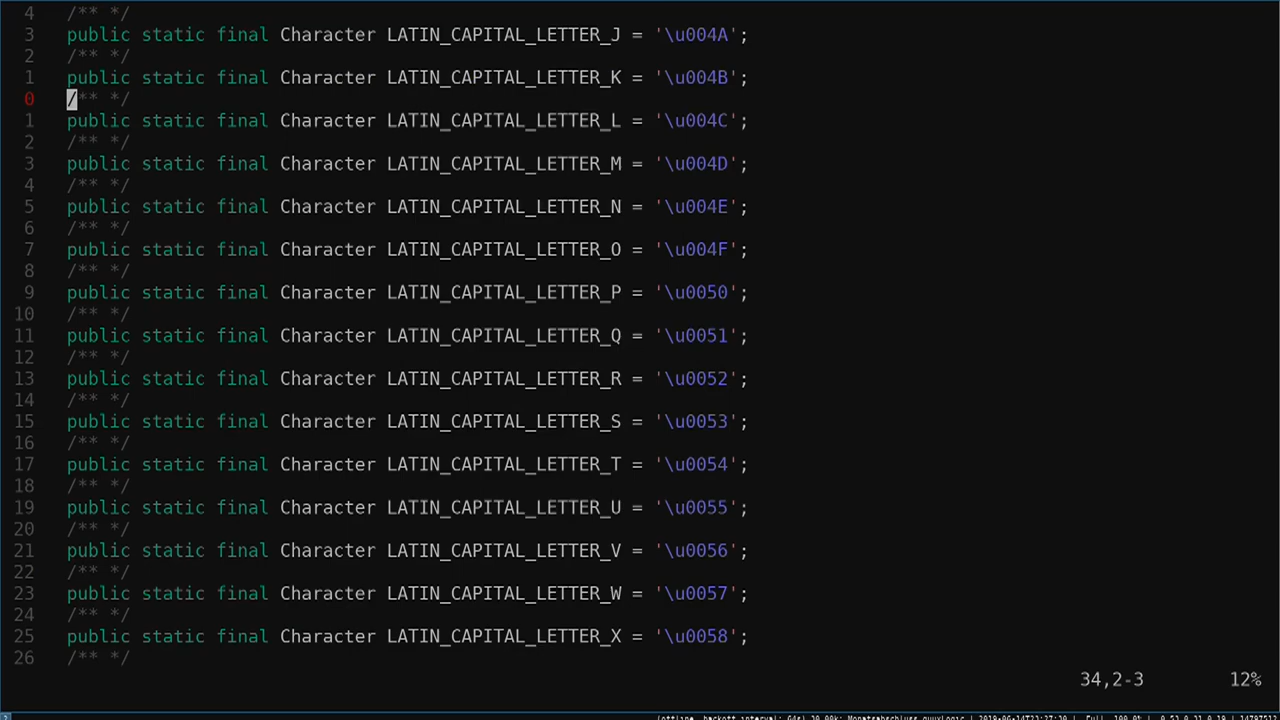 4 /** */
3 public static final Character LATIN_CAPITAL_LETTER_J = '\u004A';
2 /** */
1 public static final Character LATIN_CAPITAL_LETTER_K = '\u004B';
0 /** */
1 public static final Character LATIN_CAPITAL_LETTER_L = '\u004C';
2 /** */
3 public static final Character LATIN_CAPITAL_LETTER_M = '\u004D';
4 /** */
5 public static final Character LATIN_CAPITAL_LETTER_N = '\u004E';
6 /** */
7 public static final Character LATIN_CAPITAL_LETTER_O = '\u004F';
8 /** */
9 public static final Character LATIN_CAPITAL_LETTER_P = '\u0050';
10 /** */
11 public static final Character LATIN_CAPITAL_LETTER_Q = '\u0051';
12 /** */
13 public static final Character LATIN_CAPITAL_LETTER_R = '\u0052';
14 /** */
15 public static final Character LATIN_CAPITAL_LETTER_S = '\u0053';
16 /** */
17 public static final Character LATIN_CAPITAL_LETTER_T = '\u0054';
18 /** */
19 public static final Character LATIN_CAPITAL_LETTER_U = '\u0055';
20 /** */
21 public static final Character LATIN_CAPITAL_LETTER_V = '\u0056';
22 /** */
23 public static final Character LATIN_CAPITAL_LETTER_W = '\u0057';
24 /** */
25 public static final Character LATIN_CAPITAL_LETTER_X = '\u0058';
26 /** */
34,2-3 12%